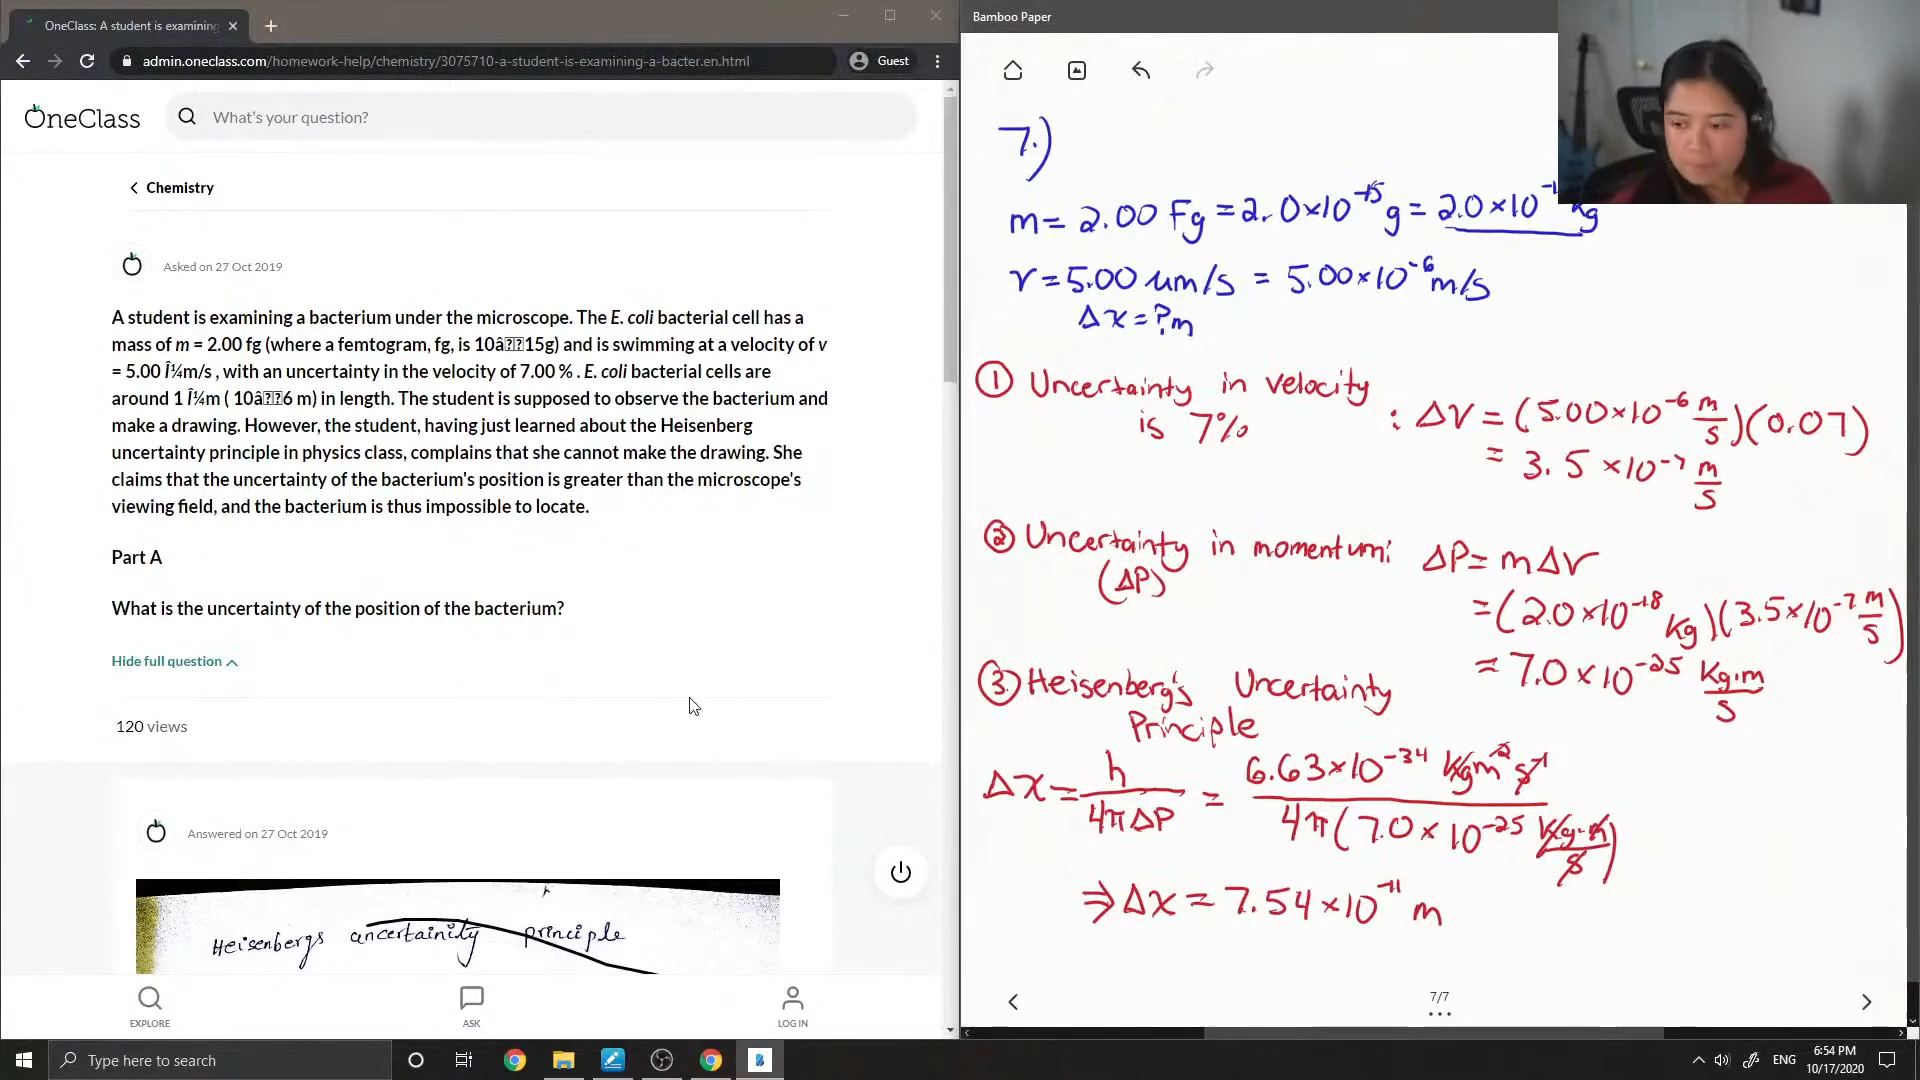 OneClass: A student is examining
admin.oneclass.com/homework-help/chemistry/3075710-a-student-is-examining-a-bacter.en.html
Guest
OneClass
What's your question?
Chemistry
Asked on 27 Oct 2019
A student is examining a bacterium under the microscope. The E. coli bacterial cell has a
mass of m = 2.00 fg (where a femtogram, fg, is 10â15g) and is swimming at a velocity of v
= 5.00 Î¼m/s , with an uncertainty in the velocity of 7.00 % . E. coli bacterial cells are
around 1 Î¼m ( 10â6 m) in length. The student is supposed to observe the bacterium and
make a drawing. However, the student, having just learned about the Heisenberg
uncertainty principle in physics class, complains that she cannot make the drawing. She
claims that the uncertainty of the bacterium's position is greater than the microscope's
viewing field, and the bacterium is thus impossible to locate.
Part A
What is the uncertainty of the position of the bacterium?
Hide full question
120 views
Answered on 27 Oct 2019
Heisenbergs uncertainity principle
EXPLORE
ASK
LOG IN
Bamboo Paper
7.)
m = 2.00 Fg = 2.0×10⁻¹⁵ g = 2.0×10 kg
v = 5.00 um/s = 5.00×10⁻⁶ m/s
Δx = ?m
① Uncertainty in velocity
is 7%
: Δv = (5.00×10⁻⁶ m/s)(0.07)
= 3.5 ×10⁻⁷ m/s
② Uncertainty in momentum:
(ΔP)
ΔP = mΔv
= (2.0×10⁻¹⁸ kg)(3.5×10⁻⁷ m/s)
= 7.0×10⁻²⁵ kg·m/s
③ Heisenberg's Uncertainty
Principle
Δx = h/4πΔP = 6.63×10⁻³⁴ kgm²s⁻¹/4π(7.0×10⁻²⁵ kg·m/s)
⇒ Δx = 7.54×10⁻¹¹ m
7/7
Type here to search
ENG
6:54 PM
10/17/2020